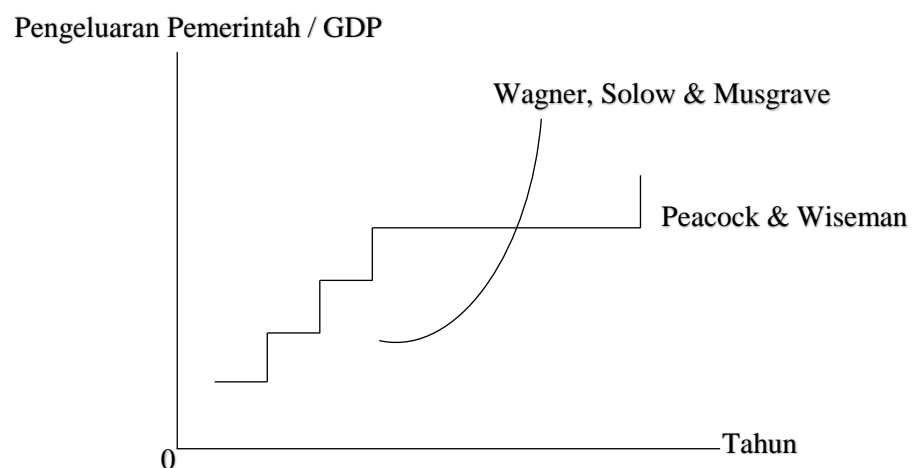 Pengeluaran Pemerintah / GDP
Wagner, Solow & Musgrave
Peacock & Wiseman
Tahun
0